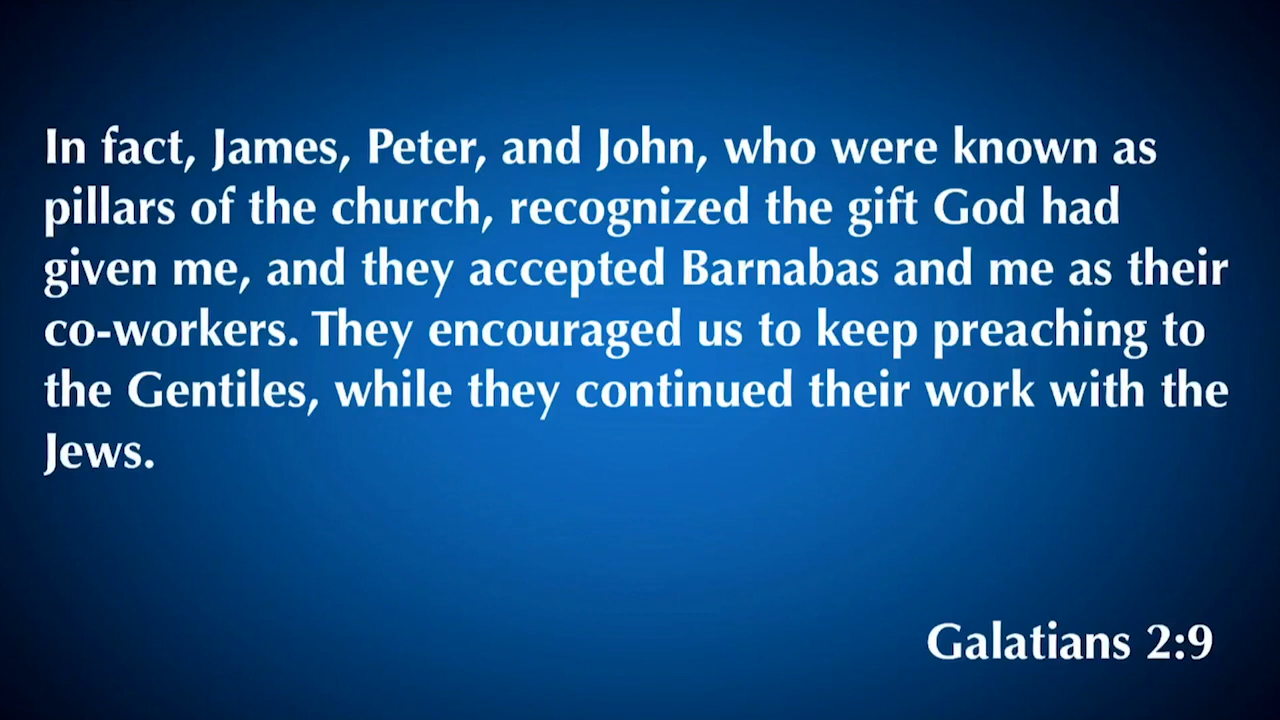 In fact, James, Peter, and John, who were known as
pillars of the church, recognized the gift God had
given me, and they accepted Barnabas and me as their
co-workers. They encouraged us to keep preaching to
the Gentiles, while they continued their work with the
Jews.
Galatians 2:9